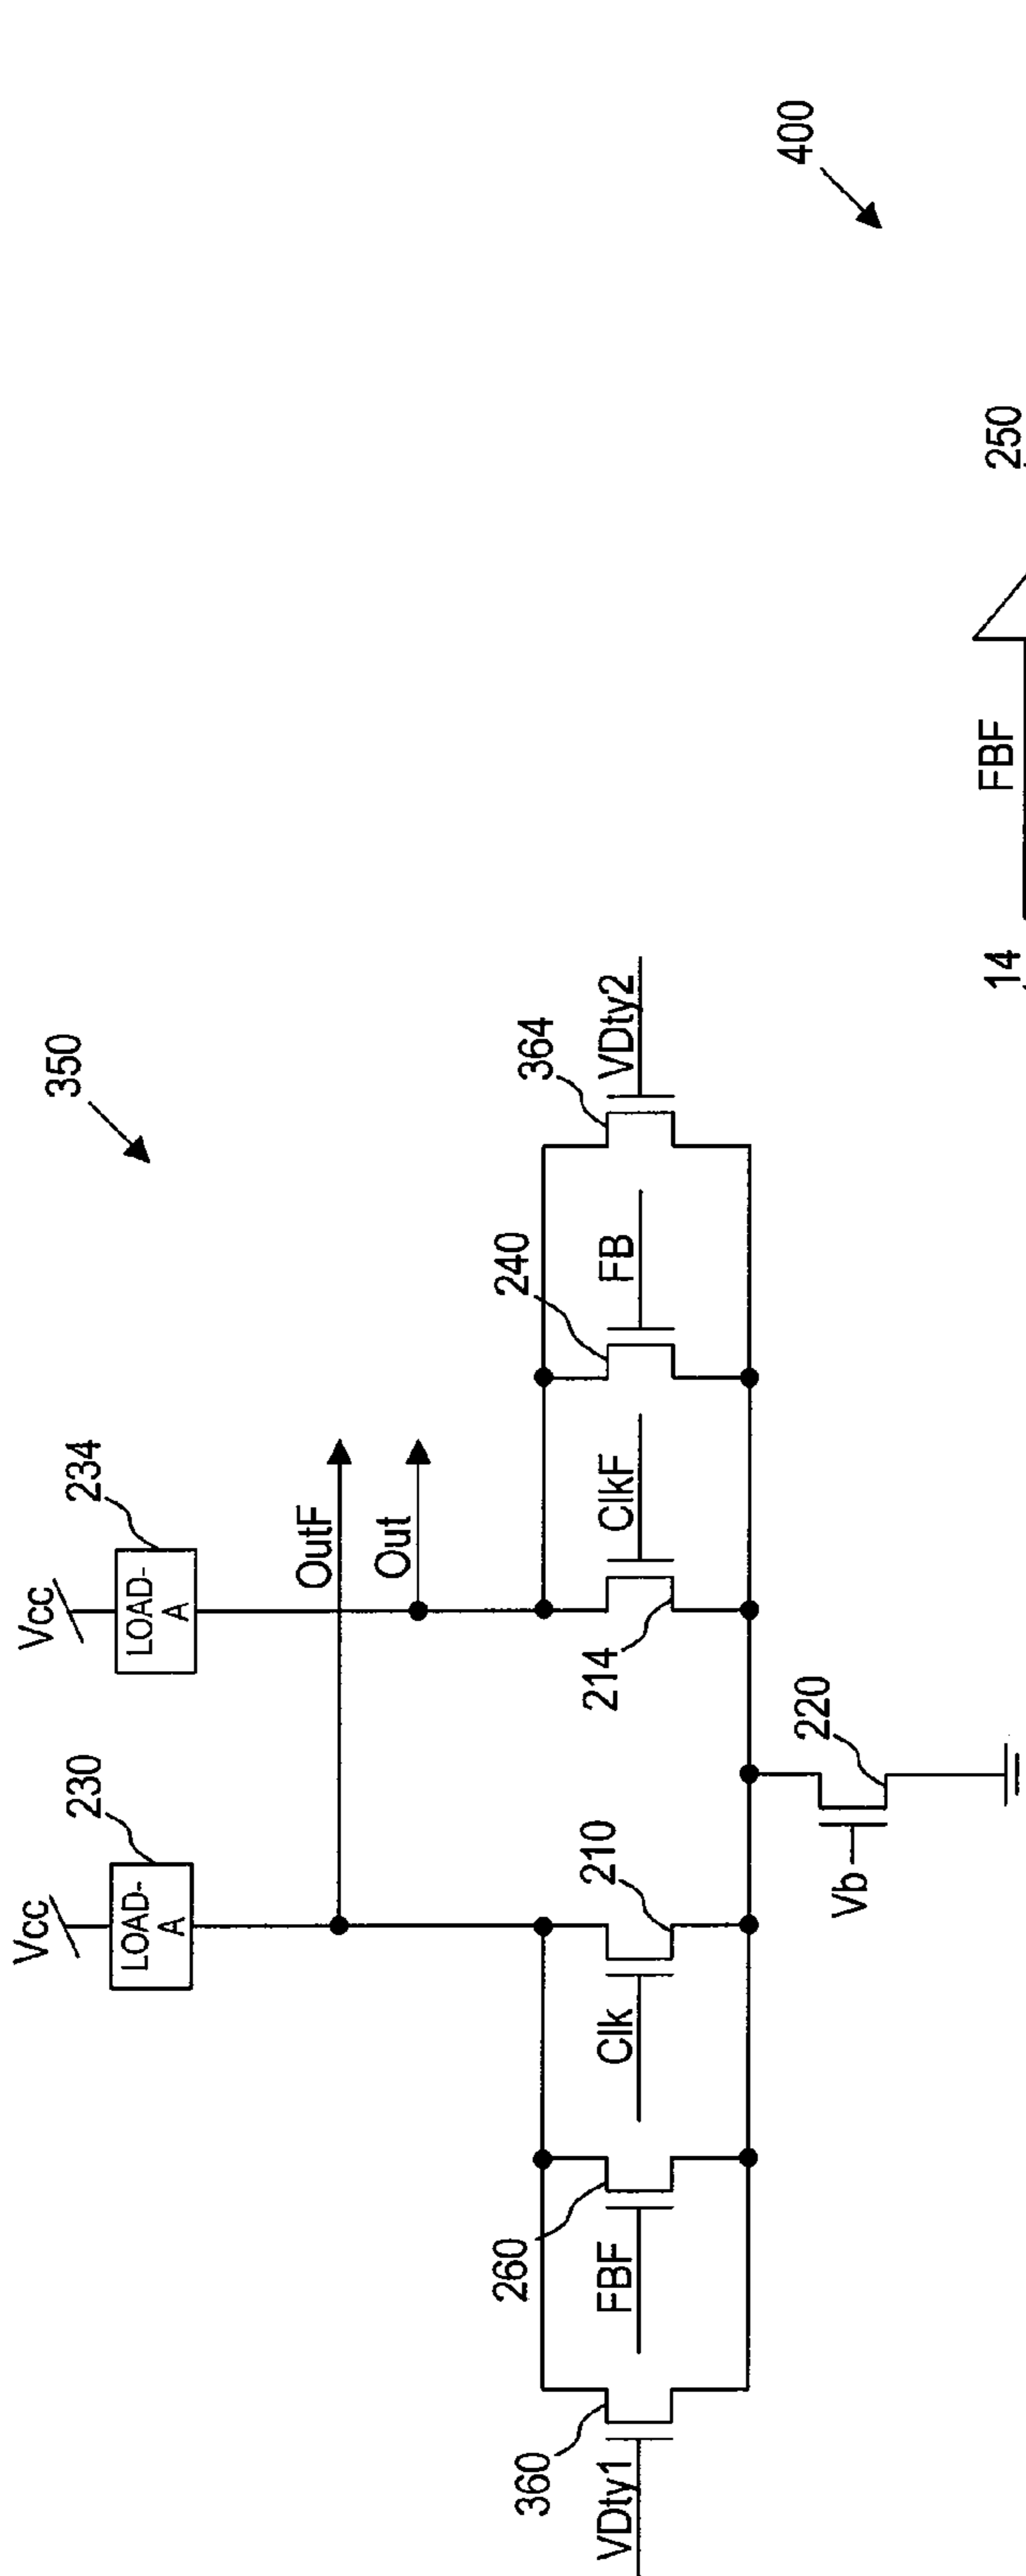 350
Vcc
Vcc
230
LOAD-
A
234
LOAD-
A
OutF
Out
360
260
240
364
VDty1
FBF
Clk
210
214
ClkF
FB
VDty2
Vb
220
400
14
FBF
250